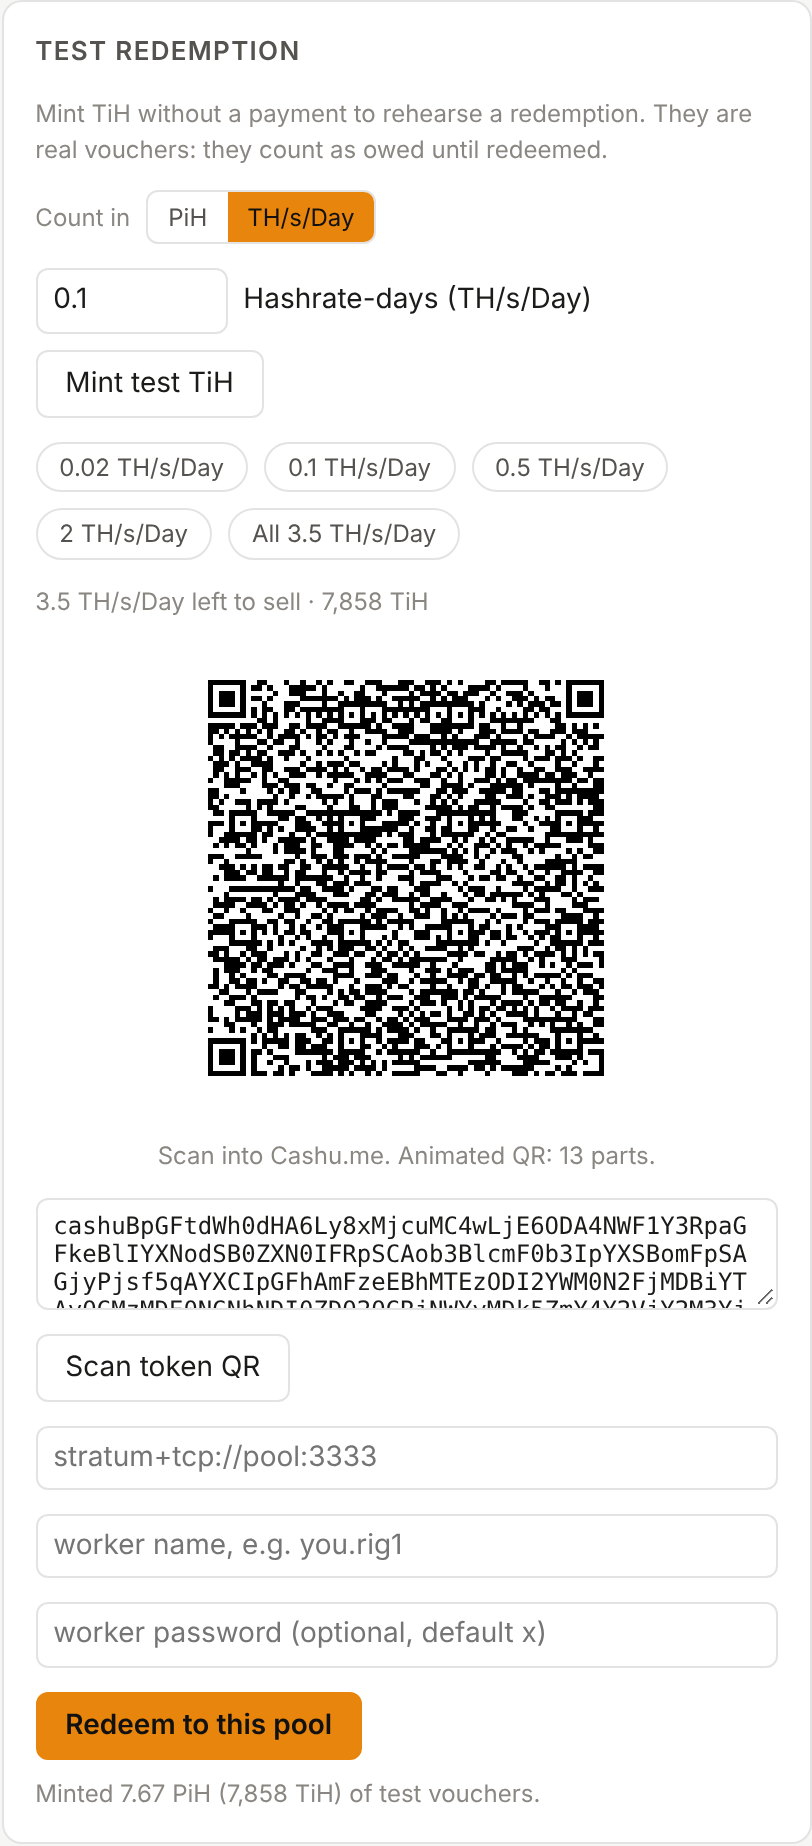 TEST REDEMPTION
Mint TiH without a payment to rehearse a redemption. They are
real vouchers: they count as owed until redeemed.
Count in PiH TH/s/Day
0.1 Hashrate-days (TH/s/Day)
Mint test TiH
0.02 TH/s/Day 0.1 TH/s/Day 0.5 TH/s/Day
2 TH/s/Day All 3.5 TH/s/Day
3.5 TH/s/Day left to sell · 7,858 TiH
Scan into Cashu.me. Animated QR: 13 parts.
cashuBpGFtdWh0dHA6Ly8xMjcuMC4wLjE6ODA4NWF1Y3RpaG
FkeBlIYXNodSB0ZXN0IFRpSCAob3BlcmF0b3IpYXSBomFpSA
GjyPjsf5qAYXCIpGFhAmFzeEBhMTEzODI2YWM0N2FjMDBiYT
Scan token QR
stratum+tcp://pool:3333
worker name, e.g. you.rig1
worker password (optional, default x)
Redeem to this pool
Minted 7.67 PiH (7,858 TiH) of test vouchers.